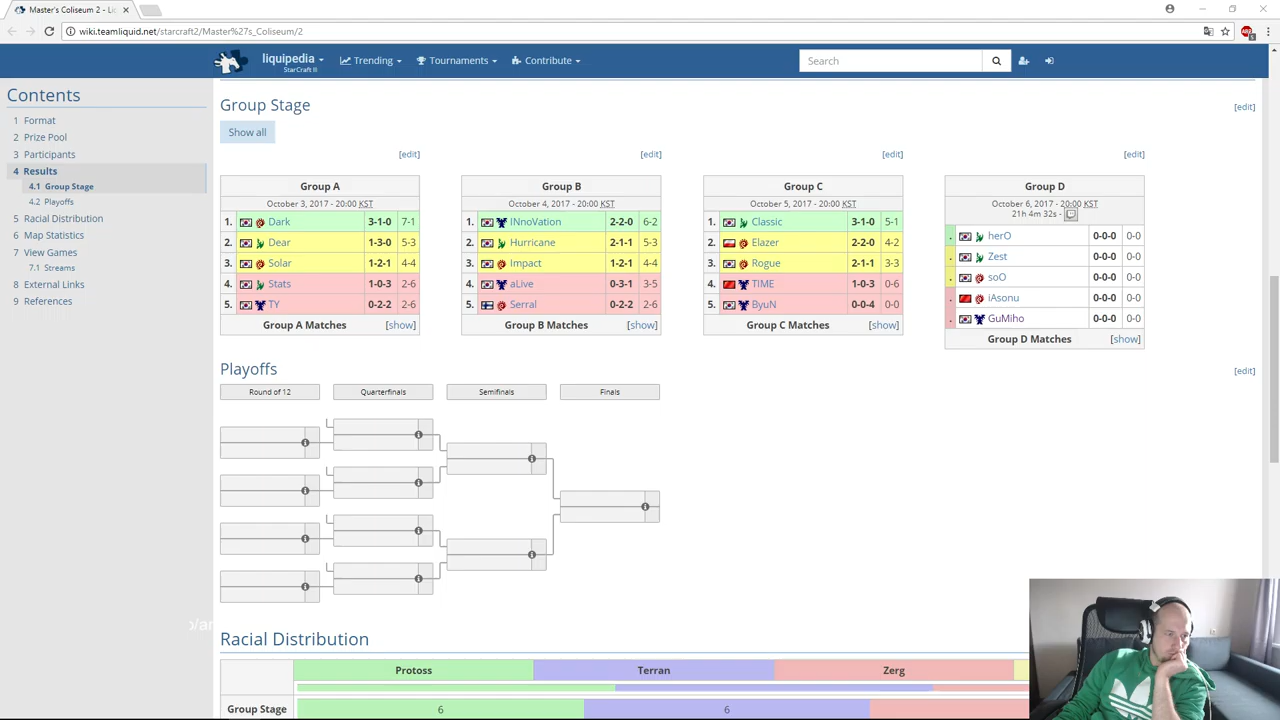 Master's Coliseum 2 - Li
wiki.teamliquid.net/starcraft2/Master%27s_Coliseum/2
liquipedia
StarCraft II
Trending
Tournaments
Contribute
Search
Contents
1 Format
2 Prize Pool
3 Participants
4 Results
4.1 Group Stage
4.2 Playoffs
5 Racial Distribution
6 Map Statistics
7 View Games
7.1 Streams
8 External Links
9 References
Group Stage
[edit]
Show all
[edit]
Group A
October 3, 2017 - 20:00 KST
1. Dark 3-1-0 7-1
2. Dear 1-3-0 5-3
3. Solar 1-2-1 4-4
4. Stats 1-0-3 2-6
5. TY 0-2-2 2-6
Group A Matches [show]
[edit]
Group B
October 4, 2017 - 20:00 KST
1. INnoVation 2-2-0 6-2
2. Hurricane 2-1-1 5-3
3. Impact 1-2-1 4-4
4. aLive 0-3-1 3-5
5. Serral 0-2-2 2-6
Group B Matches [show]
[edit]
Group C
October 5, 2017 - 20:00 KST
1. Classic 3-1-0 5-1
2. Elazer 2-2-0 4-2
3. Rogue 2-1-1 3-3
4. TIME 1-0-3 0-6
5. ByuN 0-0-4 0-0
Group C Matches [show]
[edit]
Group D
October 6, 2017 - 20:00 KST
21h 4m 32s -
. herO 0-0-0 0-0
. Zest 0-0-0 0-0
. soO 0-0-0 0-0
. iAsonu 0-0-0 0-0
. GuMiho 0-0-0 0-0
Group D Matches [show]
Playoffs
[edit]
Round of 12
Quarterfinals
Semifinals
Finals
Racial Distribution
Protoss
Terran
Zerg
Group Stage
6
6